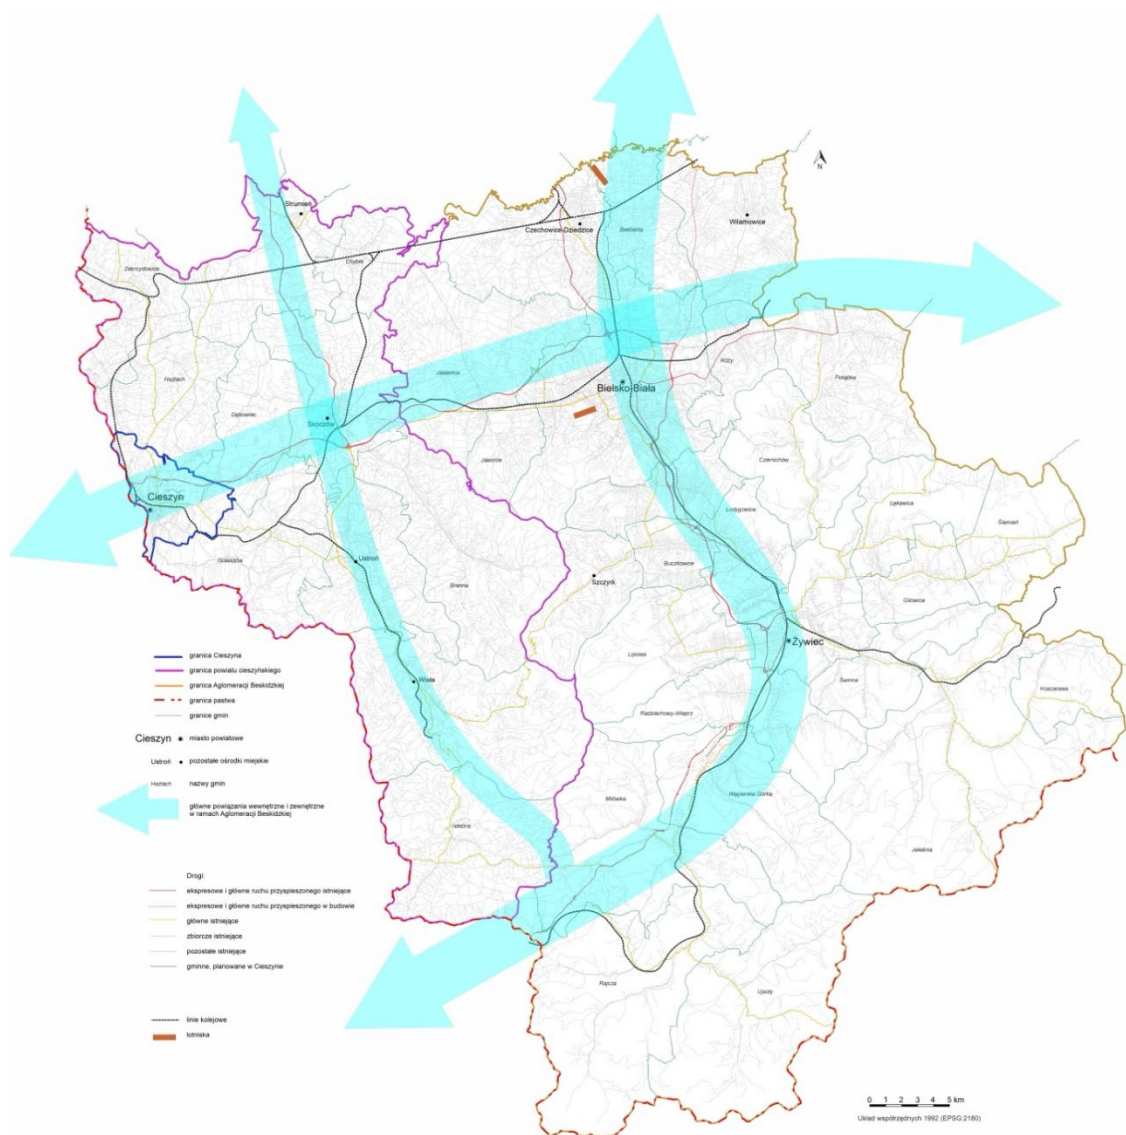 N
Strumień
Wilamowice
Czechowice-Dziedzice
Bestwina
Zebrzydowice
Chybie
Hażlach
Jasienica
Kozy
Porąbka
Bielsko-Biała
Dębowiec
Skoczów
Jaworze
Czernichów
Cieszyn
Łękawica
Ślemień
Łodygowice
Goleszów
Ustroń
Brenna
Buczkowice
Szczyrk
Gilowice
Żywiec
Lipowa
Wisła
Świnna
Koszarawa
Radziechowy-Wieprz
Milówka
Węgierska Górka
Istebna
Jeleśnia
Rajcza
Ujsoły
granica Cieszyna
granica powiatu cieszyńskiego
granica Aglomeracji Beskidzkiej
granica pastwa
granice gmin
Cieszyn miasto powiatowe
Ustroń pozostałe ośrodki miejskie
Hażlach nazwy gmin
główne powiązania wewnętrzne i zewnętrzne
w ramach Aglomeracji Beskidzkiej
Drogi:
ekspresowe i główne ruchu przyspieszonego istniejące
ekspresowe i główne ruchu przyspieszonego w budowie
główne istniejące
zbiorcze istniejące
pozostałe istniejące
gminne, planowane w Cieszynie
linie kolejowe
lotniska
0 1 2 3 4 5 km
Układ współrzędnych 1992 (EPSG:2180)